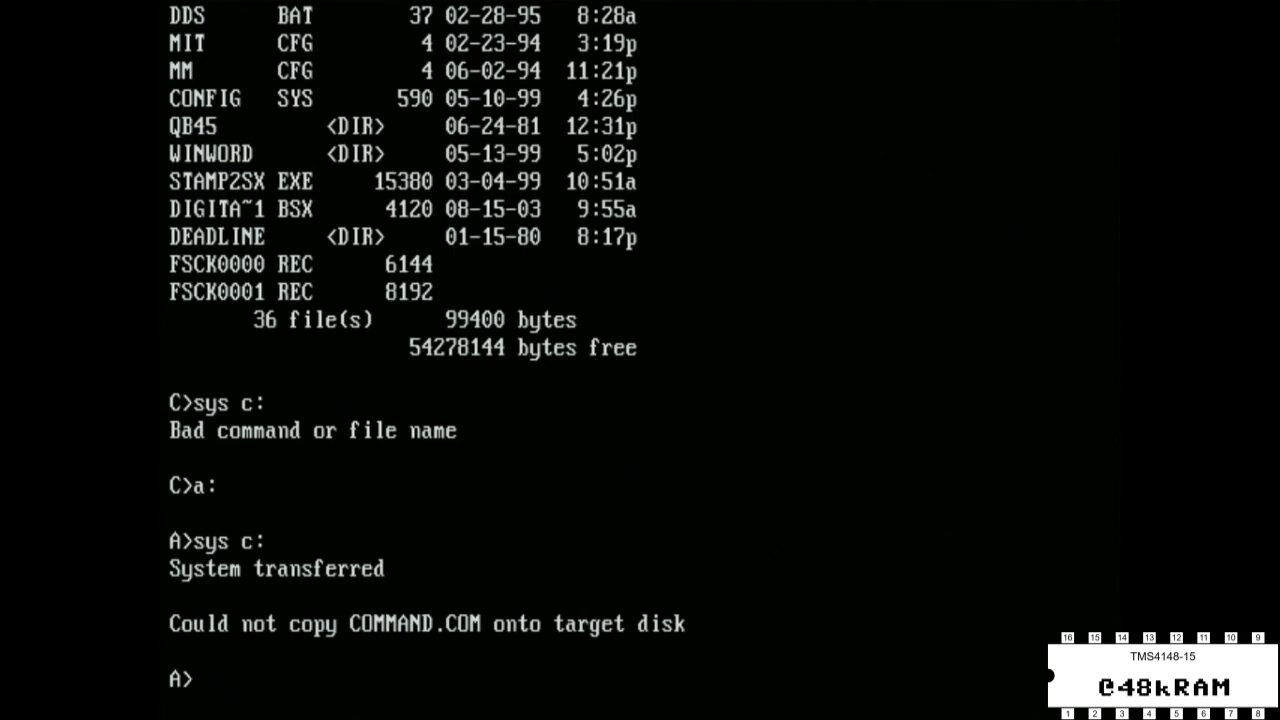 DDS      BAT        37 02-28-95   8:28a
MIT      CFG         4 02-23-94   3:19p
MM       CFG         4 06-02-94  11:21p
CONFIG   SYS       590 05-10-99   4:26p
QB45         <DIR>     06-24-81  12:31p
WINWORD      <DIR>     05-13-99   5:02p
STAMP2SX EXE     15380 03-04-99  10:51a
DIGITA~1 BSX      4120 08-15-03   9:55a
DEADLINE     <DIR>     01-15-80   8:17p
FSCK0000 REC      6144
FSCK0001 REC      8192
       36 file(s)      99400 bytes
                    54278144 bytes free
C>sys c:
Bad command or file name
C>a:
A>sys c:
System transferred
Could not copy COMMAND.COM onto target disk
A>
16 15 14 13 12 11 10 9
TMS4148-15
@48kRAM
1 2 3 4 5 6 7 8